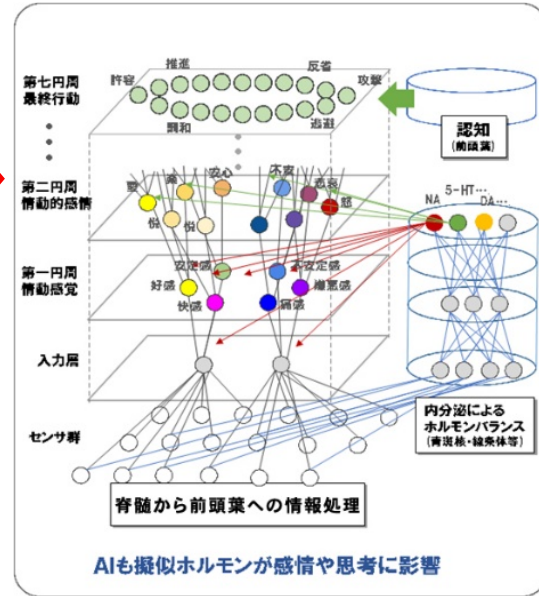 推進
反省
許容
攻撃
第七円周
最終行動
調和
逃避
認知
(前頭葉)
安心
不安
悲哀
第二円周
情動的感情
怒
悦
悦
NA
5-HT…
DA…
安定感
不安定感
第一円周
情動感覚
好感
嫌悪感
快感
痛感
入力層
センサ群
内分泌による
ホルモンバランス
(青斑核・線条体等)
脊髄から前頭葉への情報処理
AIも擬似ホルモンが感情や思考に影響